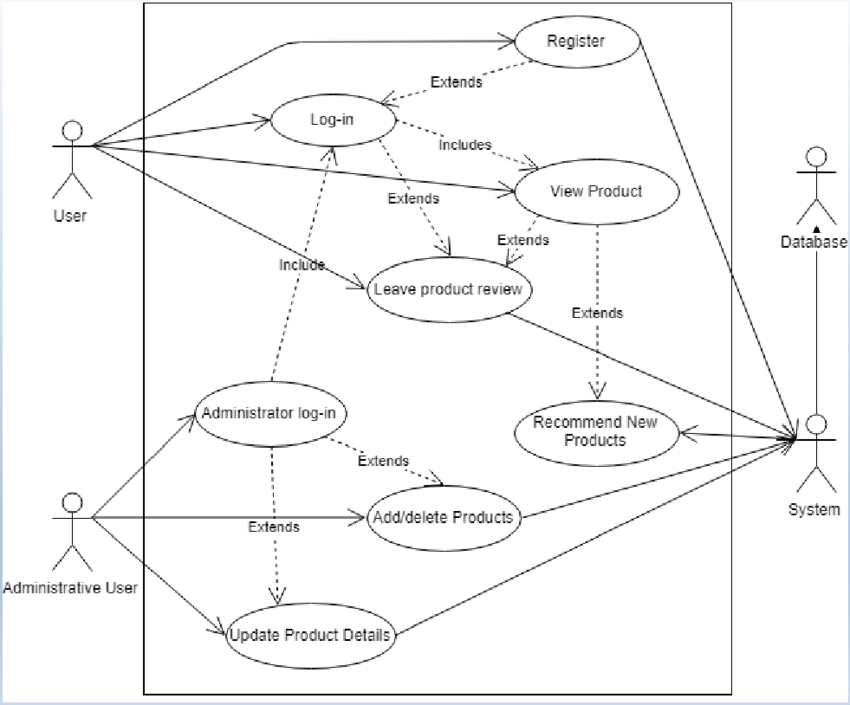 Register
Extends
Log-in
Includes
User
View Product
Database
Extends
Extends
Include
Leave product review
Extends
Administrator log-in
Recommend New
Products
Extends
System
Add/delete Products
Extends
Administrative User
Update Product Details